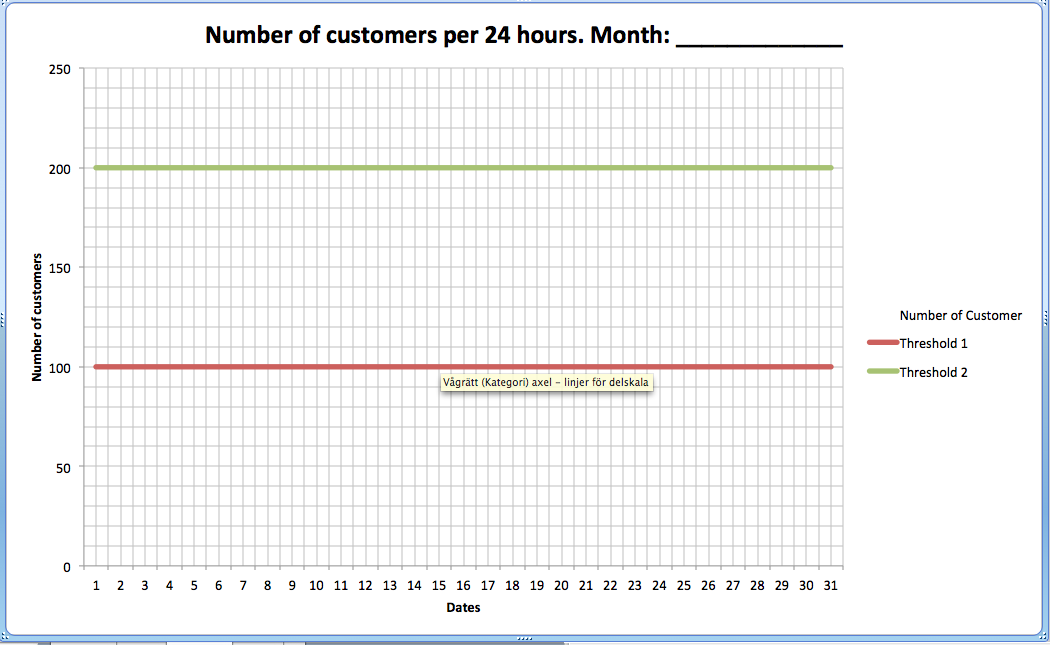 Number of customers per 24 hours. Month: _______________
250
200
150
100
50
0
Number of customers
1 2 3 4 5 6 7 8 9 10 11 12 13 14 15 16 17 18 19 20 21 22 23 24 25 26 27 28 29 30 31
Dates
Vågrätt (Kategori) axel – linjer för delskala
Number of Customer
Threshold 1
Threshold 2